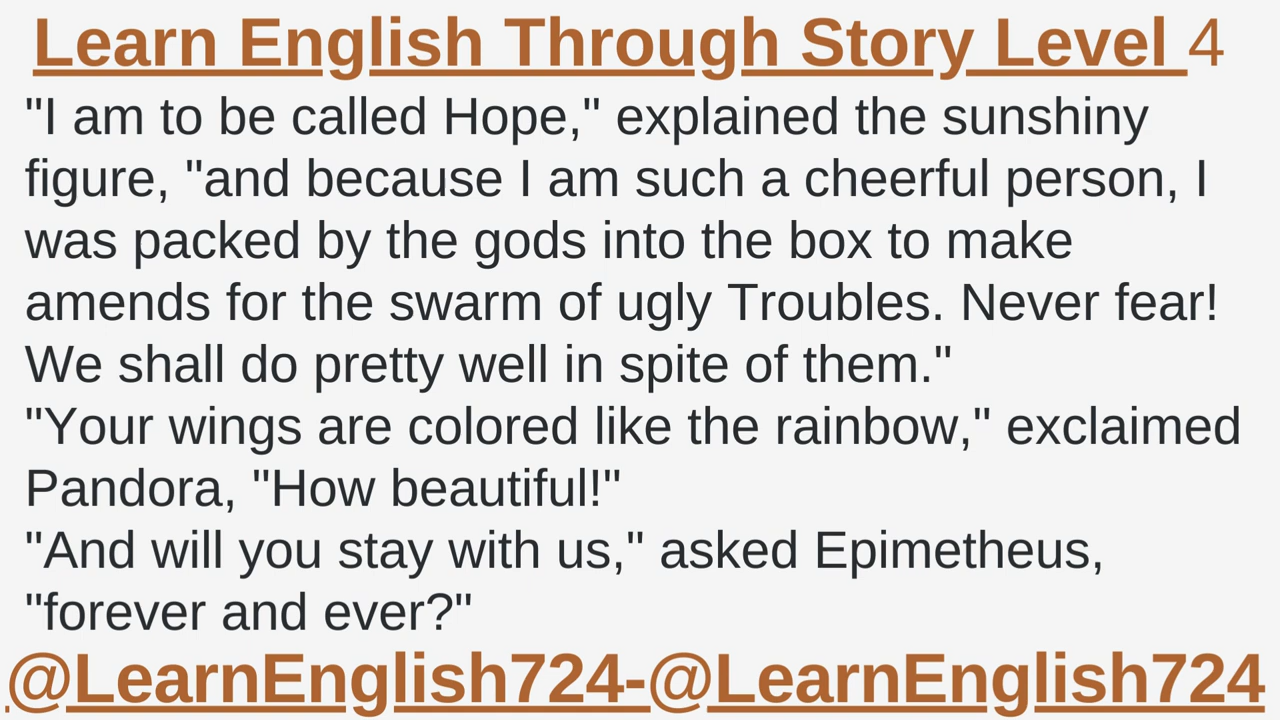 Learn English Through Story Level 4
"I am to be called Hope," explained the sunshiny
figure, "and because I am such a cheerful person, I
was packed by the gods into the box to make
amends for the swarm of ugly Troubles. Never fear!
We shall do pretty well in spite of them."
"Your wings are colored like the rainbow," exclaimed
Pandora, "How beautiful!"
"And will you stay with us," asked Epimetheus,
"forever and ever?"
@LearnEnglish724-@LearnEnglish724